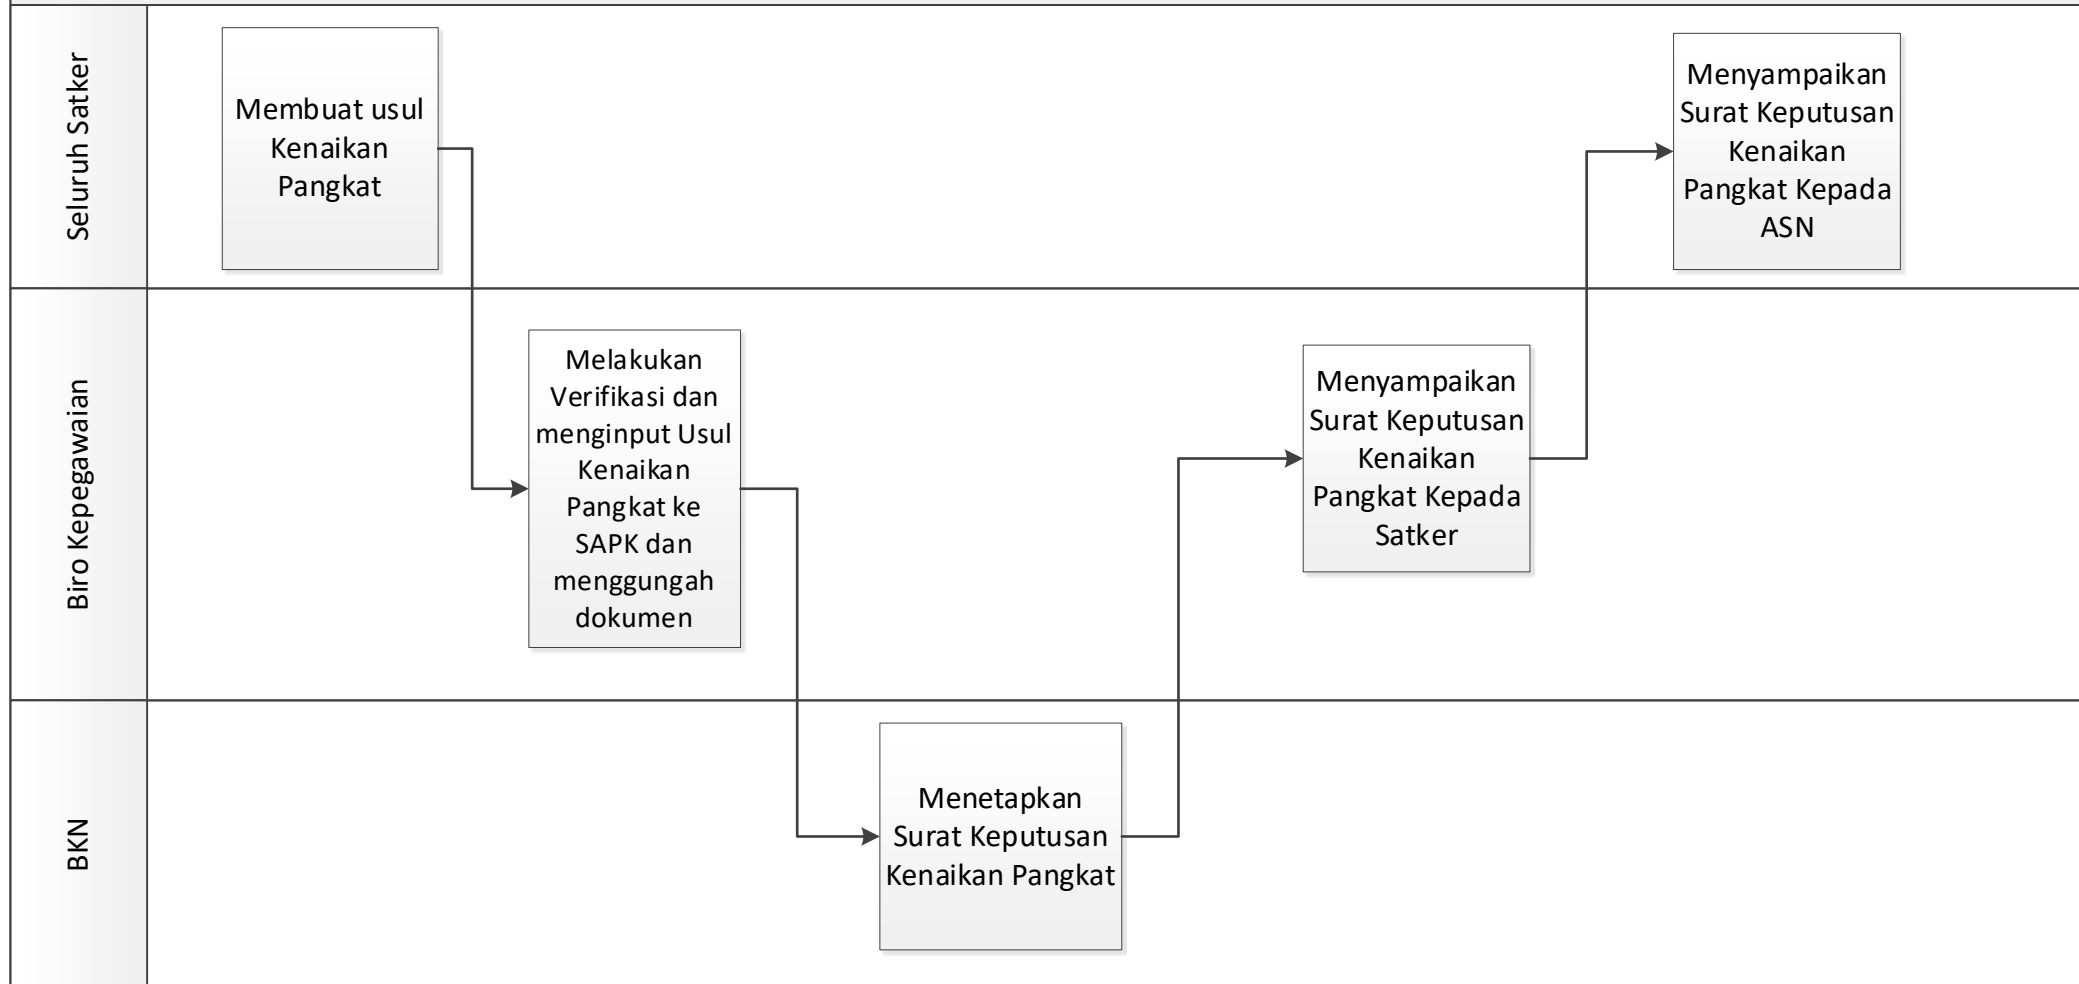 Seluruh Satker
Membuat usul
Kenaikan
Pangkat
Menyampaikan
Surat Keputusan
Kenaikan
Pangkat Kepada
ASN
Biro Kepegawaian
Melakukan
Verifikasi dan
menginput Usul
Kenaikan
Pangkat ke
SAPK dan
menggungah
dokumen
Menyampaikan
Surat Keputusan
Kenaikan
Pangkat Kepada
Satker
BKN
Menetapkan
Surat Keputusan
Kenaikan Pangkat